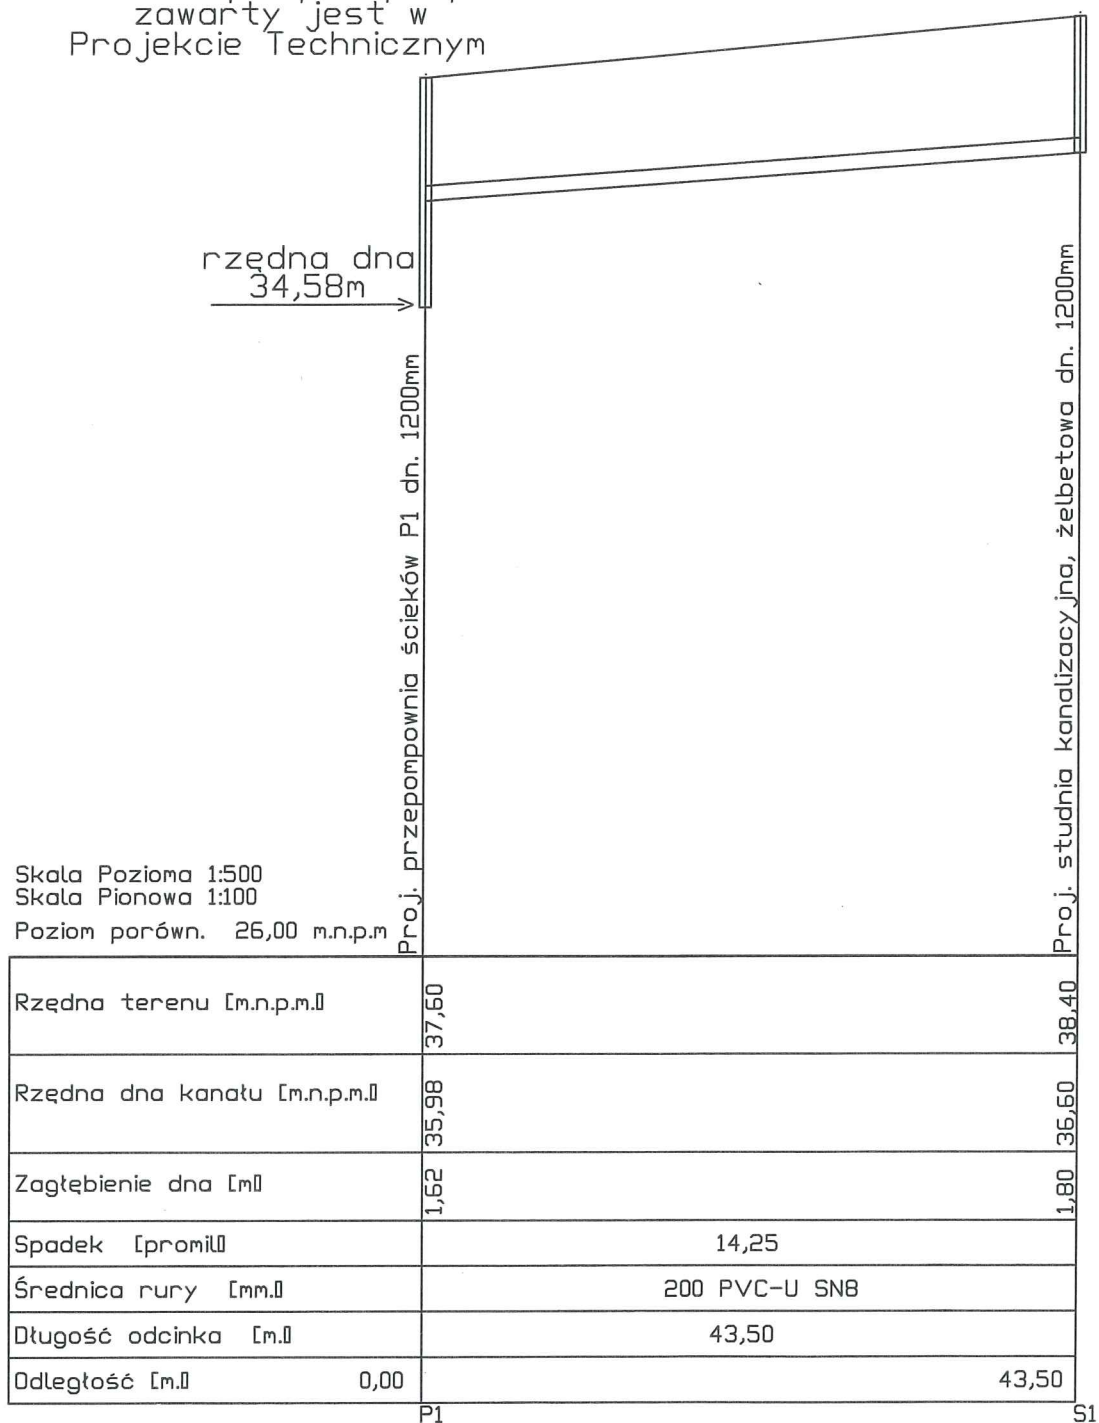 zawarty jest w
Projekcie Technicznym
rzędna dna
34,58m
Proj. przepompownia ścieków P1 dn. 1200mm
Proj. studnia kanalizacyjna, żelbetowa dn. 1200mm
Skala Pozioma 1:500
Skala Pionowa 1:100
Poziom porówn. 26,00 m.n.p.m
Rzędna terenu [m.n.p.m.] 37,60 38,40
Rzędna dna kanału [m.n.p.m.] 35,98 36,60
Zagłębienie dna [m] 1,62 1,80
Spadek [promil] 14,25
Średnica rury [mm.] 200 PVC-U SN8
Długość odcinka [m.] 43,50
Odległość [m.] 0,00 43,50
P1 S1